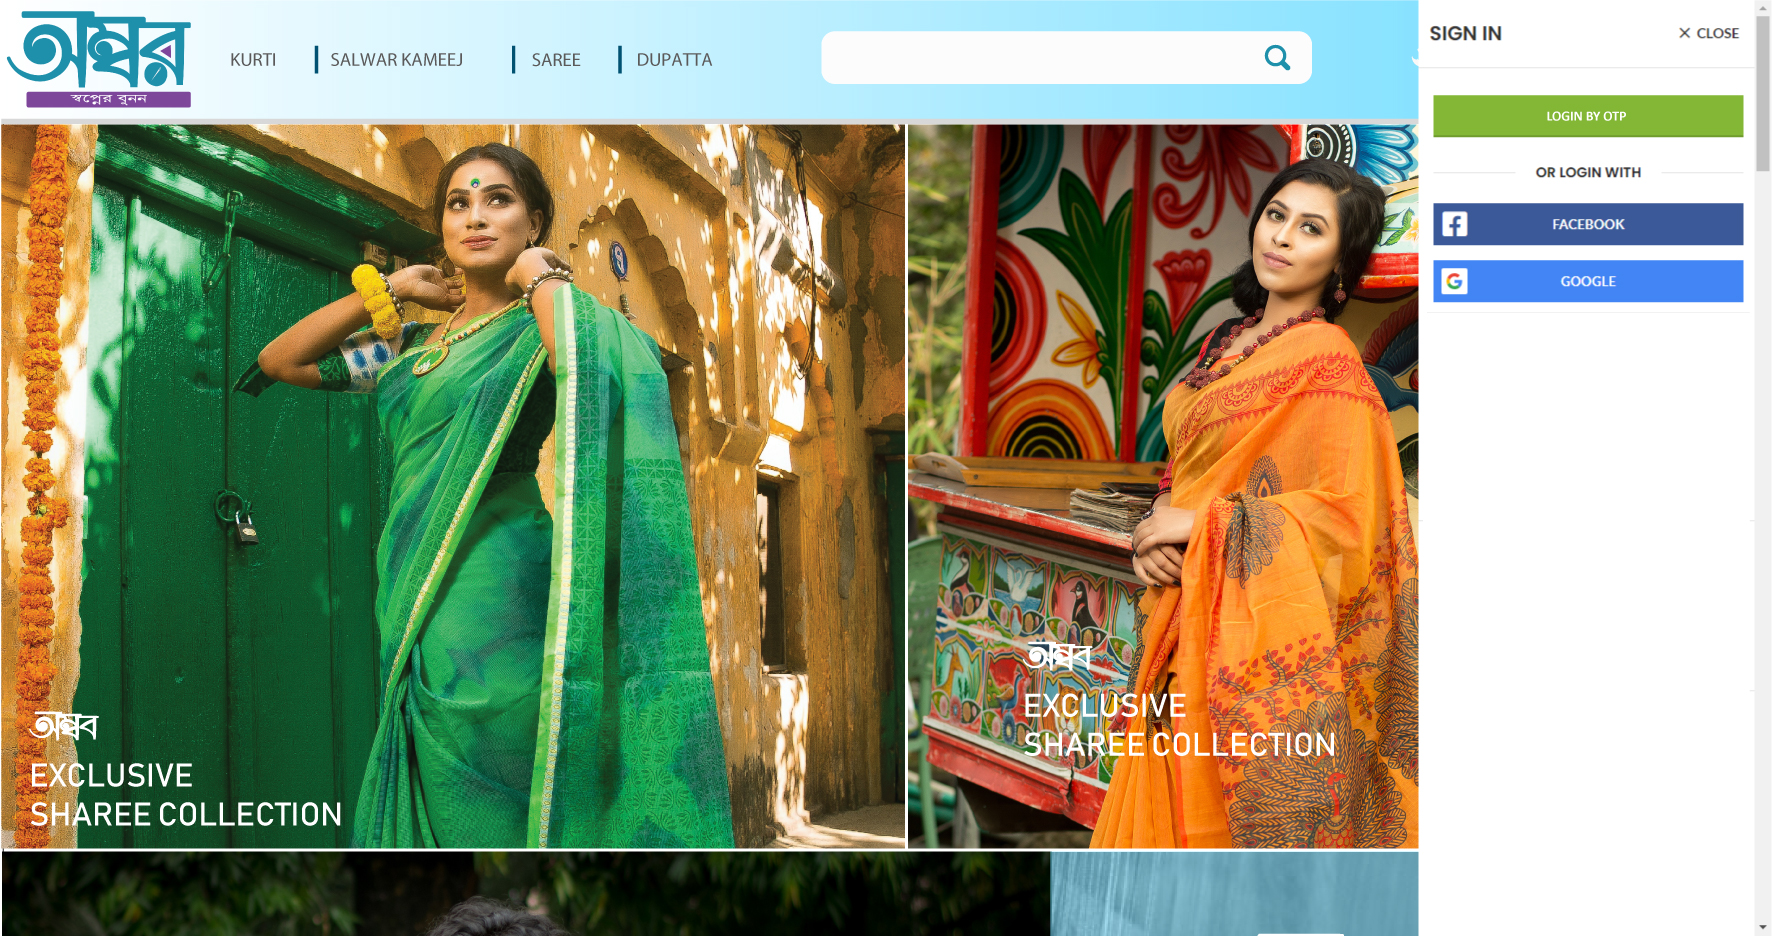 অম্বর
স্বপ্নের বুনন
KURTI
SALWAR KAMEEJ
SAREE
DUPATTA
SIGN IN
CLOSE
LOGIN BY OTP
OR LOGIN WITH
FACEBOOK
GOOGLE
অম্বর
EXCLUSIVE
SHAREE COLLECTION
অম্বর
EXCLUSIVE
SHAREE COLLECTION